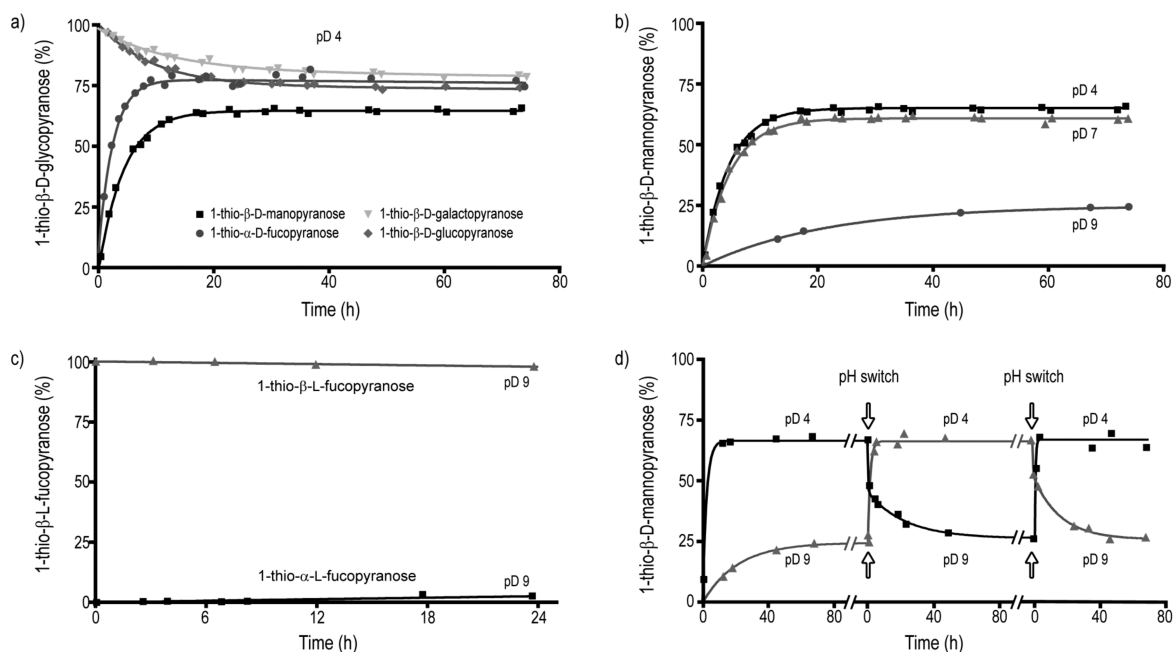 a)
pD 4
1-thio-β-D-glycopyranose (%)
100
75
50
25
0
1-thio-β-D-manopyranose
1-thio-α-D-fucopyranose
1-thio-β-D-galactopyranose
1-thio-β-D-glucopyranose
0 20 40 60 80
Time (h)
b)
1-thio-β-D-mannopyranose (%)
100
75
50
25
0
pD 4
pD 7
pD 9
0 20 40 60 80
Time (h)
c)
1-thio-β-L-fucopyranose (%)
100
75
50
25
0
1-thio-β-L-fucopyranose
pD 9
1-thio-α-L-fucopyranose
pD 9
0 6 12 18 24
Time (h)
d)
1-thio-β-D-mannopyranose (%)
100
75
50
25
0
pH switch pH switch
pD 4 pD 4 pD 4
pD 9 pD 9 pD 9
0 40 80 0 40 80 0 40 80
Time (h)